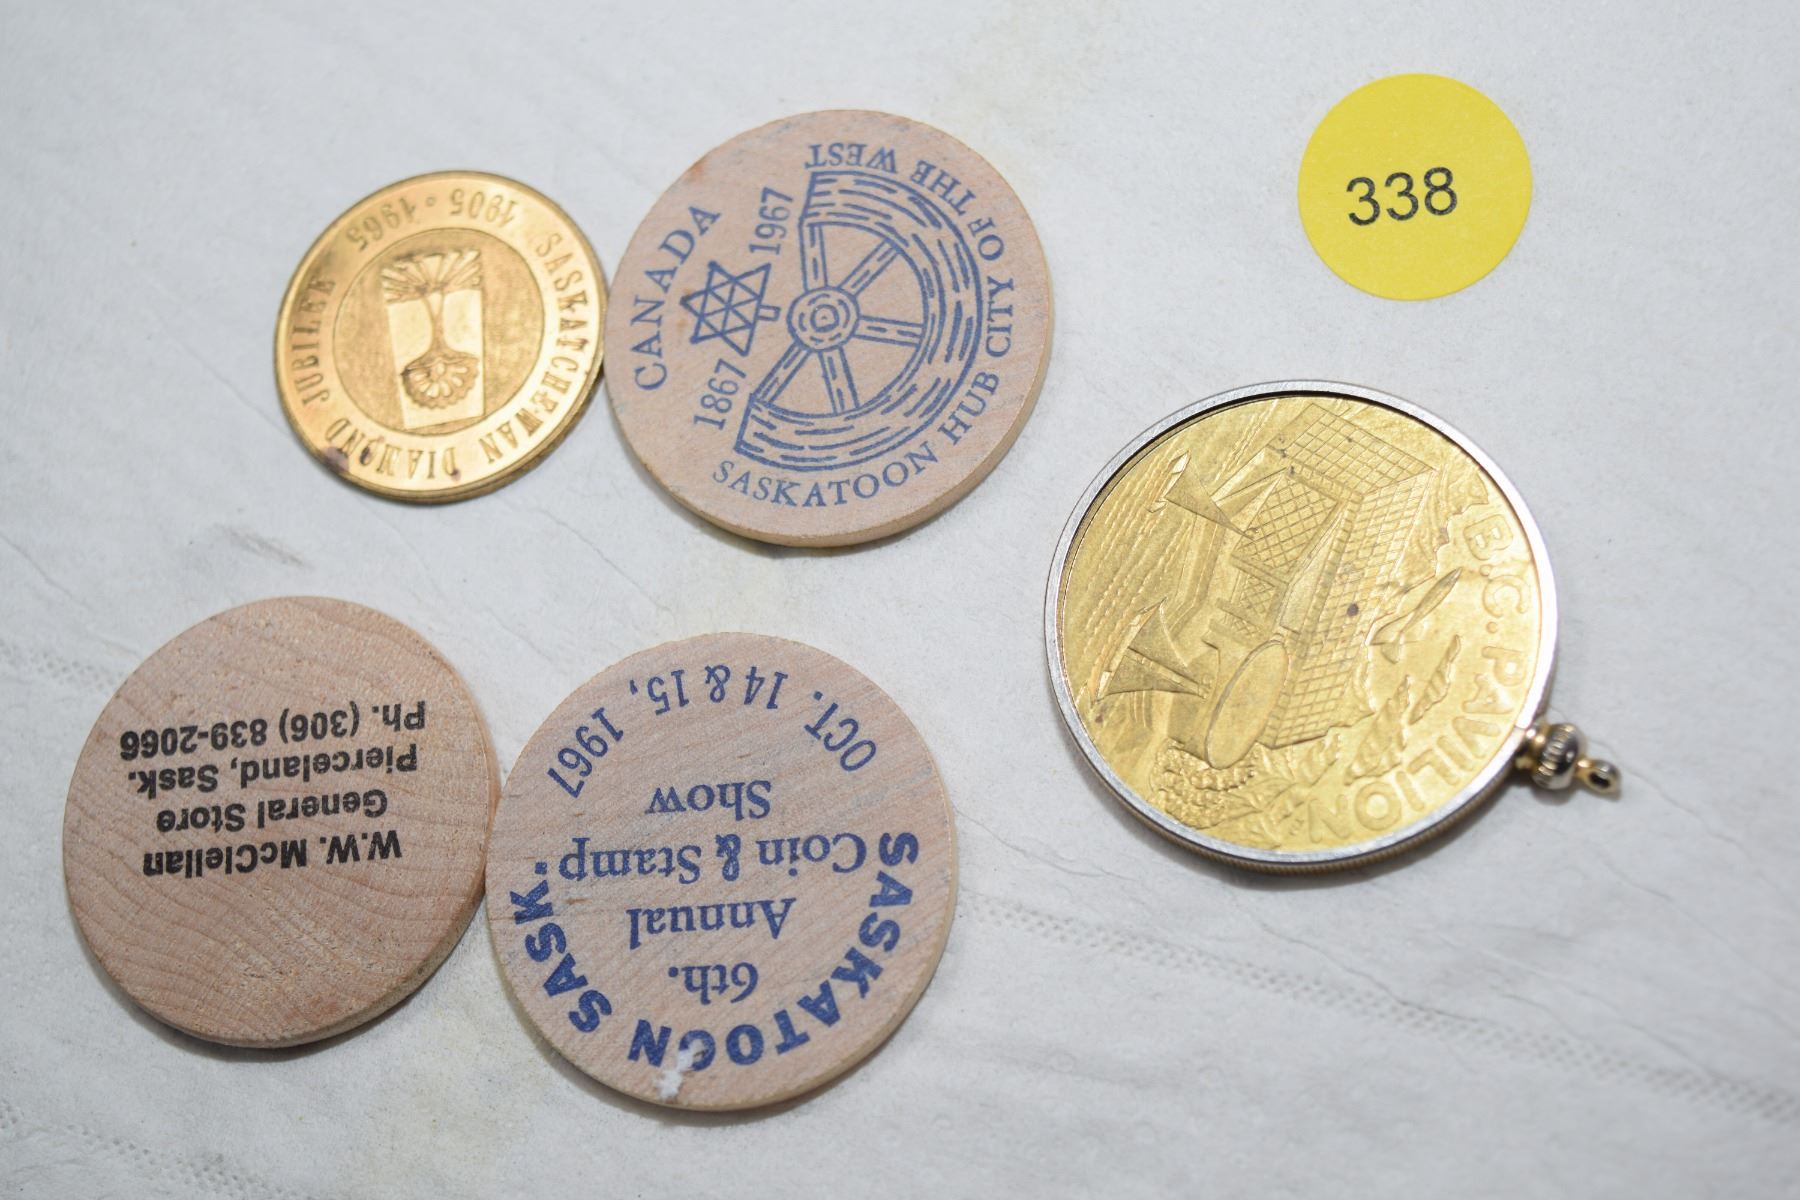 SASKATCHEWAN DIAMOND JUBILEE
1905 • 1965
CANADA
1867 1967
SASKATOON HUB CITY OF THE WEST
338
B.C. PAVILION
W.W. McClellan
General Store
Pierceland, Sask.
Ph. (306) 839-2066
SASKATOON SASK.
6th.
Annual
Coin & Stamp
Show
OCT. 14 & 15, 1967